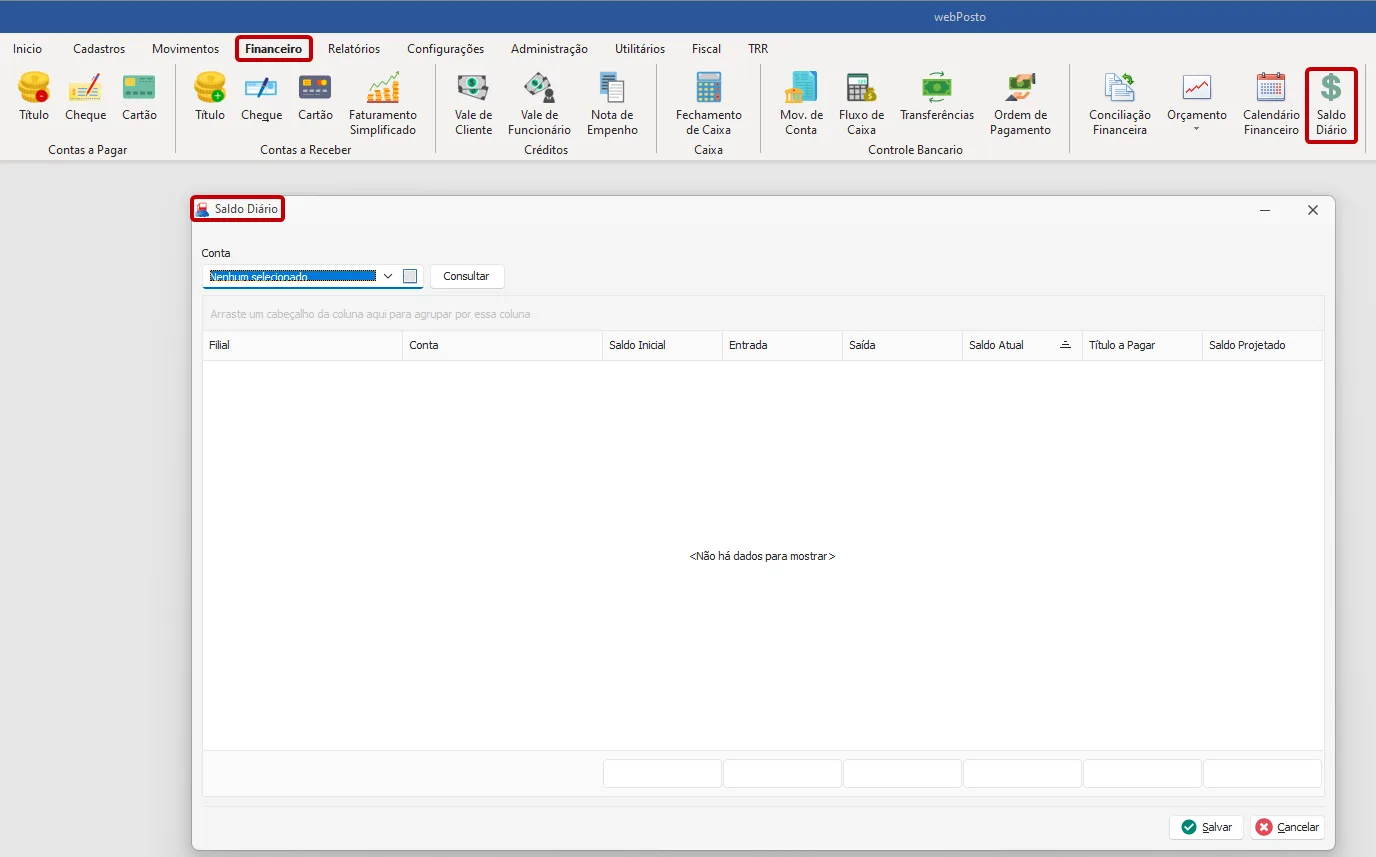 webPosto
Inicio Cadastros Movimentos Financeiro Relatórios Configurações Administração Utilitários Fiscal TRR
Título Cheque Cartão
Contas a Pagar
Título Cheque Cartão Faturamento Simplificado
Contas a Receber
Vale de Cliente Vale de Funcionário Nota de Empenho
Créditos
Fechamento de Caixa
Caixa
Mov. de Conta Fluxo de Caixa Transferências Ordem de Pagamento
Controle Bancario
Conciliação Financeira Orçamento Calendário Financeiro Saldo Diário
Saldo Diário
Conta
Nenhum selecionado Consultar
Arraste um cabeçalho da coluna aqui para agrupar por essa coluna
Filial Conta Saldo Inicial Entrada Saída Saldo Atual Título a Pagar Saldo Projetado
<Não há dados para mostrar>
Salvar Cancelar